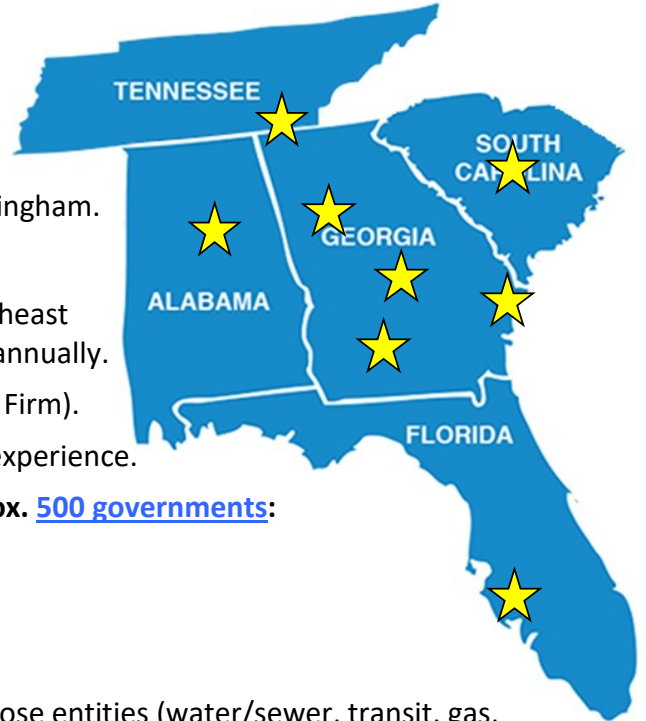 TENNESSEE
SOUTH
CAROLINA
ingham.
GEORGIA
heast
ALABAMA
annually.
Firm).
experience.
FLORIDA
ox. 500 governments:
ose entities (water/sewer, transit, gas,